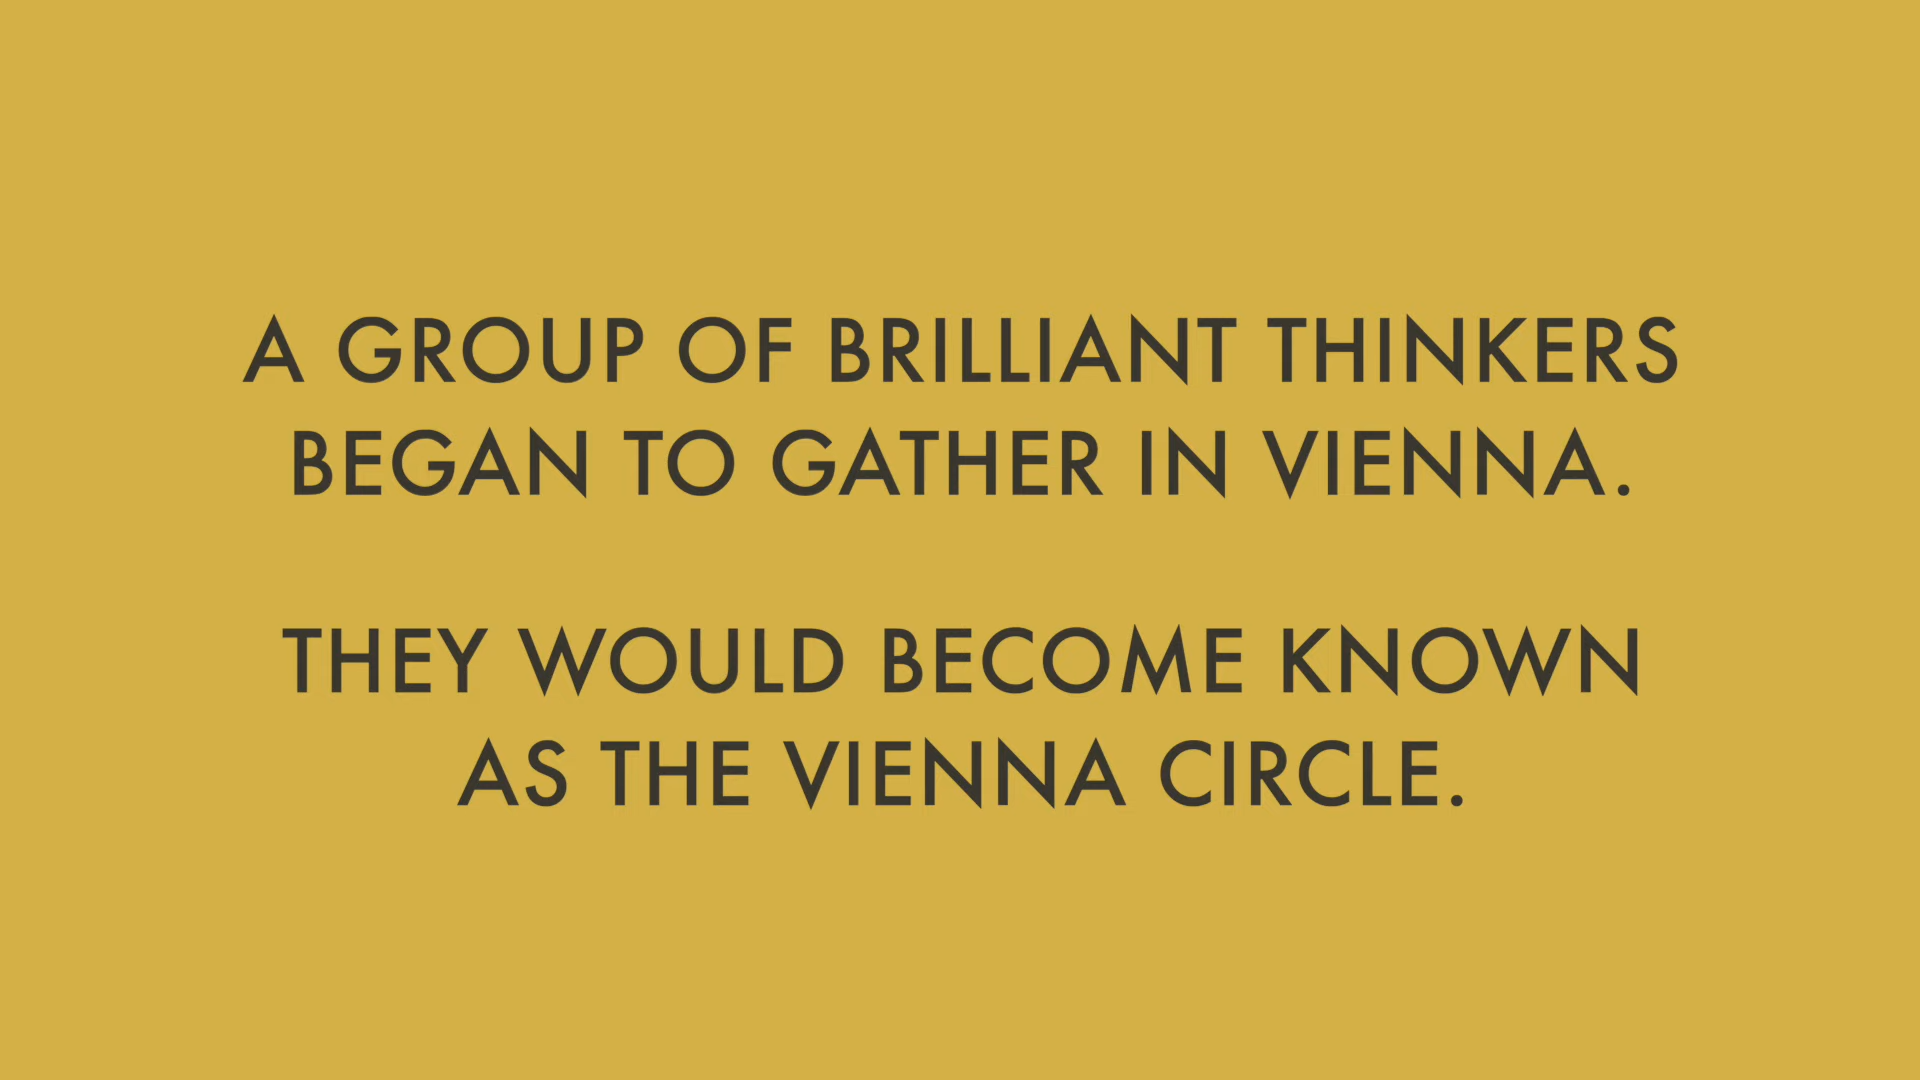 A GROUP OF BRILLIANT THINKERS
BEGAN TO GATHER IN VIENNA.
THEY WOULD BECOME KNOWN
AS THE VIENNA CIRCLE.